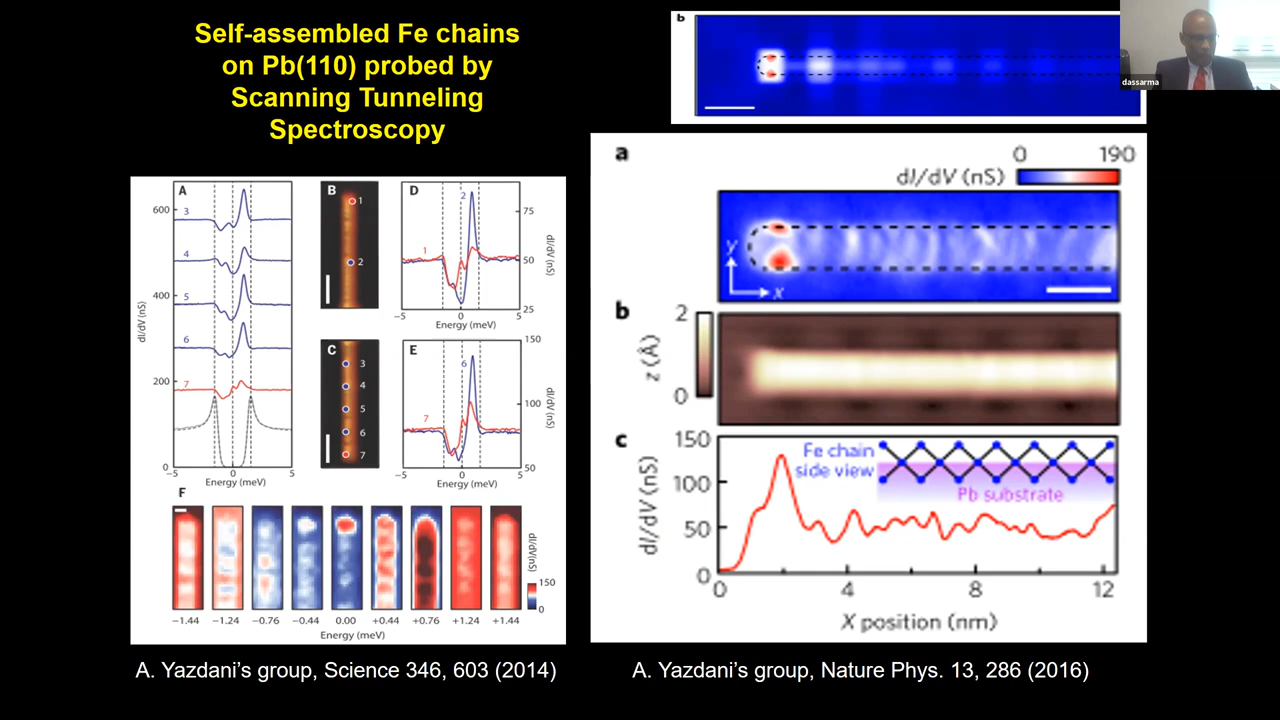 Self-assembled Fe chains
on Pb(110) probed by
Scanning Tunneling
Spectroscopy
b
dassarma
A
600
400
200
0
dI/dV (nS)
3
4
5
6
7
−5
0
5
Energy (meV)
B
1
2
C
3
4
5
6
7
D
2
1
75
50
25
dI/dV (nS)
−5
0
5
Energy (meV)
E
6
7
150
100
50
dI/dV (nS)
−5
0
5
Energy (meV)
F
dI/dV(nS)
150
0
−1.44 −1.24 −0.76 −0.44 0.00 +0.44 +0.76 +1.24 +1.44
Energy (meV)
a
0 190
dI/dV (nS)
y
x
b
2
0
z (Å)
c
150
100
50
0
dI/dV (nS)
Fe chain
side view
Pb substrate
0 4 8 12
X position (nm)
A. Yazdani's group, Science 346, 603 (2014)
A. Yazdani's group, Nature Phys. 13, 286 (2016)